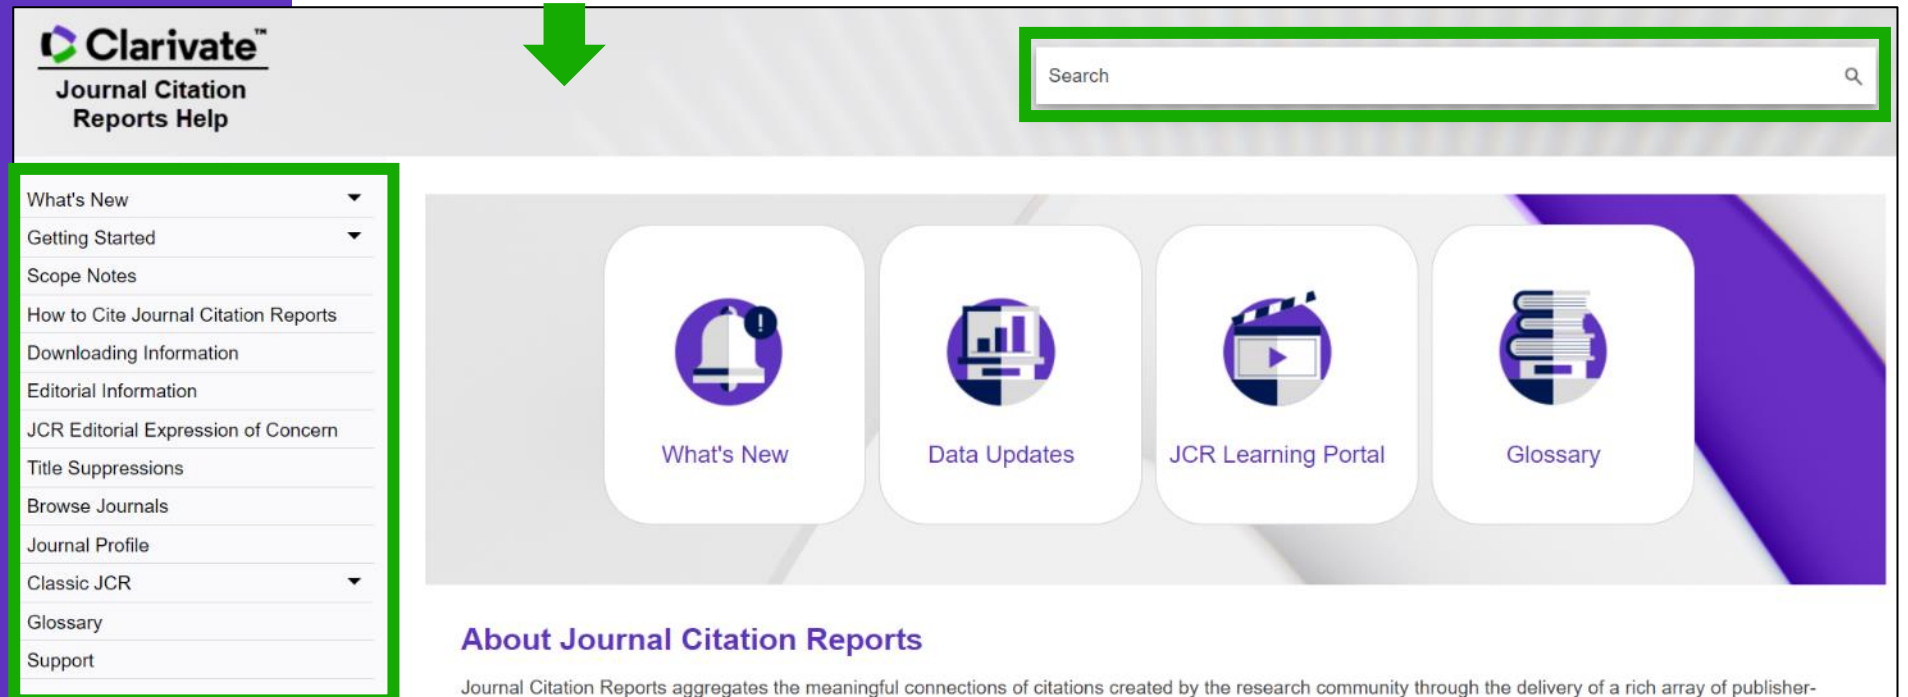 Clarivate™
Journal Citation
Reports Help
Search
What's New
Getting Started
Scope Notes
How to Cite Journal Citation Reports
Downloading Information
Editorial Information
JCR Editorial Expression of Concern
Title Suppressions
Browse Journals
Journal Profile
Classic JCR
Glossary
Support
What's New
Data Updates
JCR Learning Portal
Glossary
About Journal Citation Reports
Journal Citation Reports aggregates the meaningful connections of citations created by the research community through the delivery of a rich array of publisher-